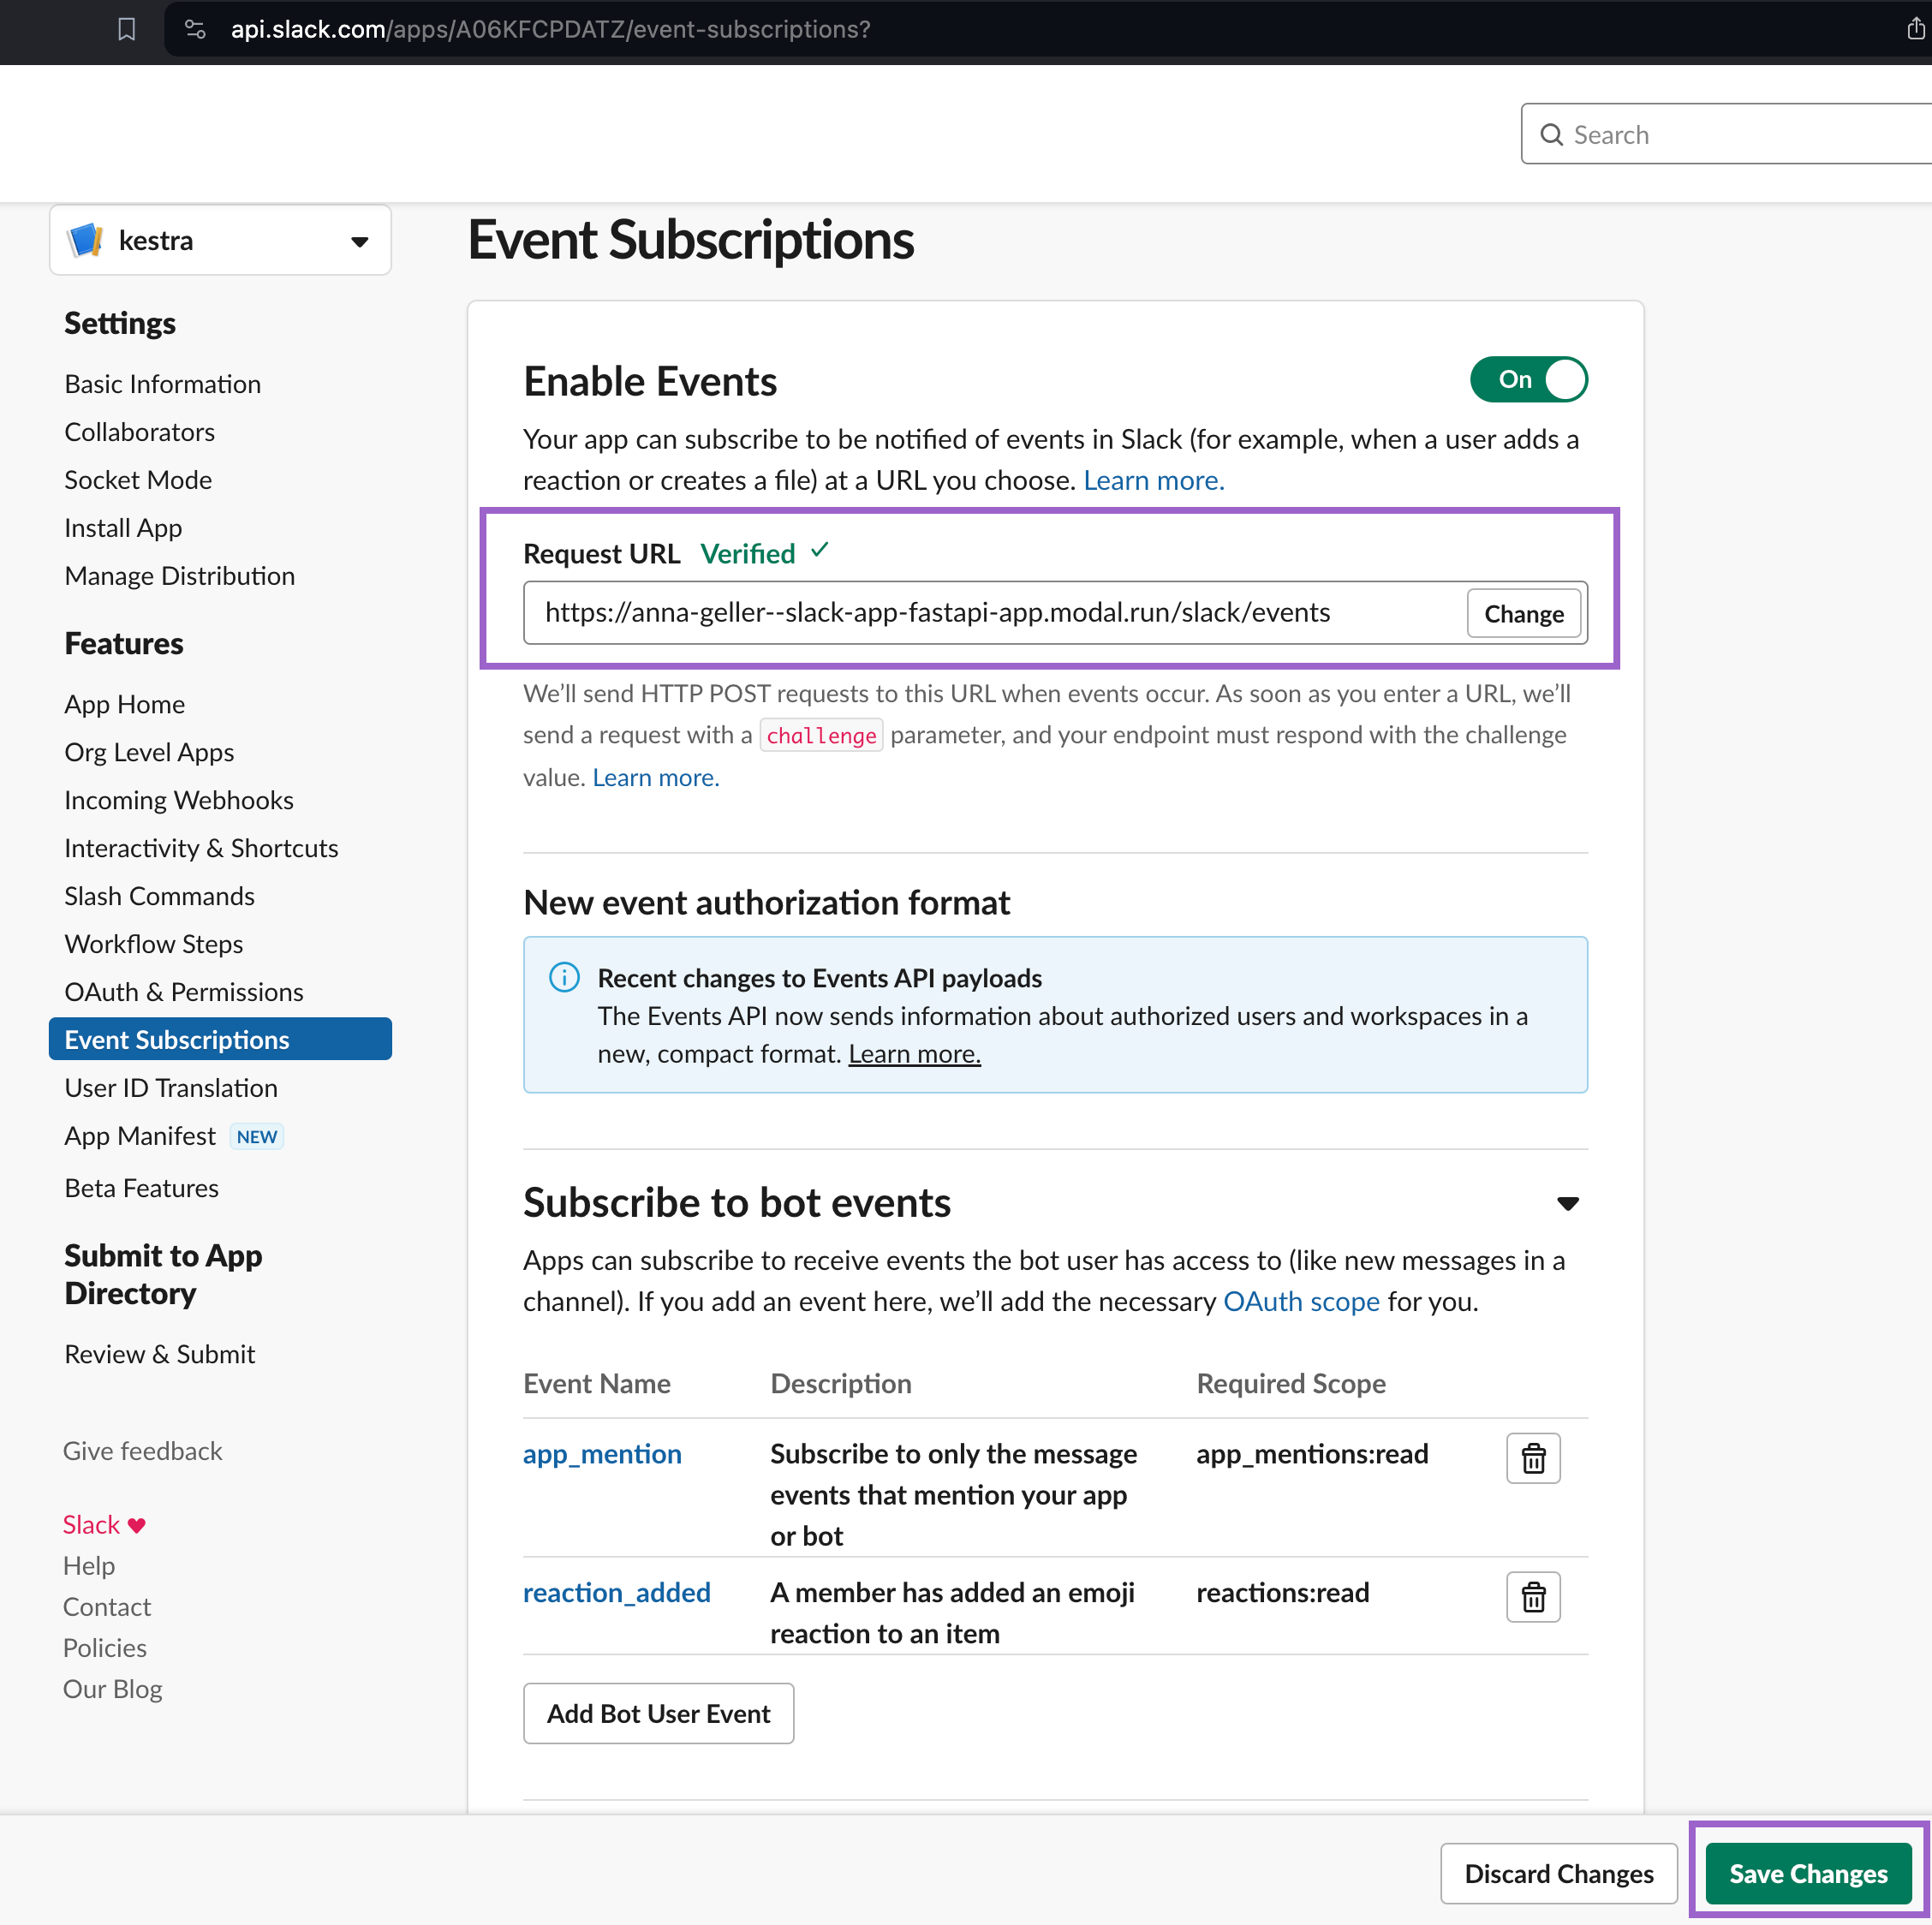 api.slack.com/apps/A06KFCPDATZ/event-subscriptions?
Search
kestra
Settings
Basic Information
Collaborators
Socket Mode
Install App
Manage Distribution
Features
App Home
Org Level Apps
Incoming Webhooks
Interactivity & Shortcuts
Slash Commands
Workflow Steps
OAuth & Permissions
Event Subscriptions
User ID Translation
App Manifest NEW
Beta Features
Submit to App
Directory
Review & Submit
Give feedback
Slack ♥
Help
Contact
Policies
Our Blog
Event Subscriptions
Enable Events
On
Your app can subscribe to be notified of events in Slack (for example, when a user adds a
reaction or creates a file) at a URL you choose. Learn more.
Request URL Verified ✓
https://anna-geller--slack-app-fastapi-app.modal.run/slack/events
Change
We’ll send HTTP POST requests to this URL when events occur. As soon as you enter a URL, we’ll
send a request with a challenge parameter, and your endpoint must respond with the challenge
value. Learn more.
New event authorization format
Recent changes to Events API payloads
The Events API now sends information about authorized users and workspaces in a
new, compact format. Learn more.
Subscribe to bot events
Apps can subscribe to receive events the bot user has access to (like new messages in a
channel). If you add an event here, we’ll add the necessary OAuth scope for you.
Event Name Description Required Scope
app_mention Subscribe to only the message app_mentions:read
events that mention your app
or bot
reaction_added A member has added an emoji reactions:read
reaction to an item
Add Bot User Event
Discard Changes
Save Changes